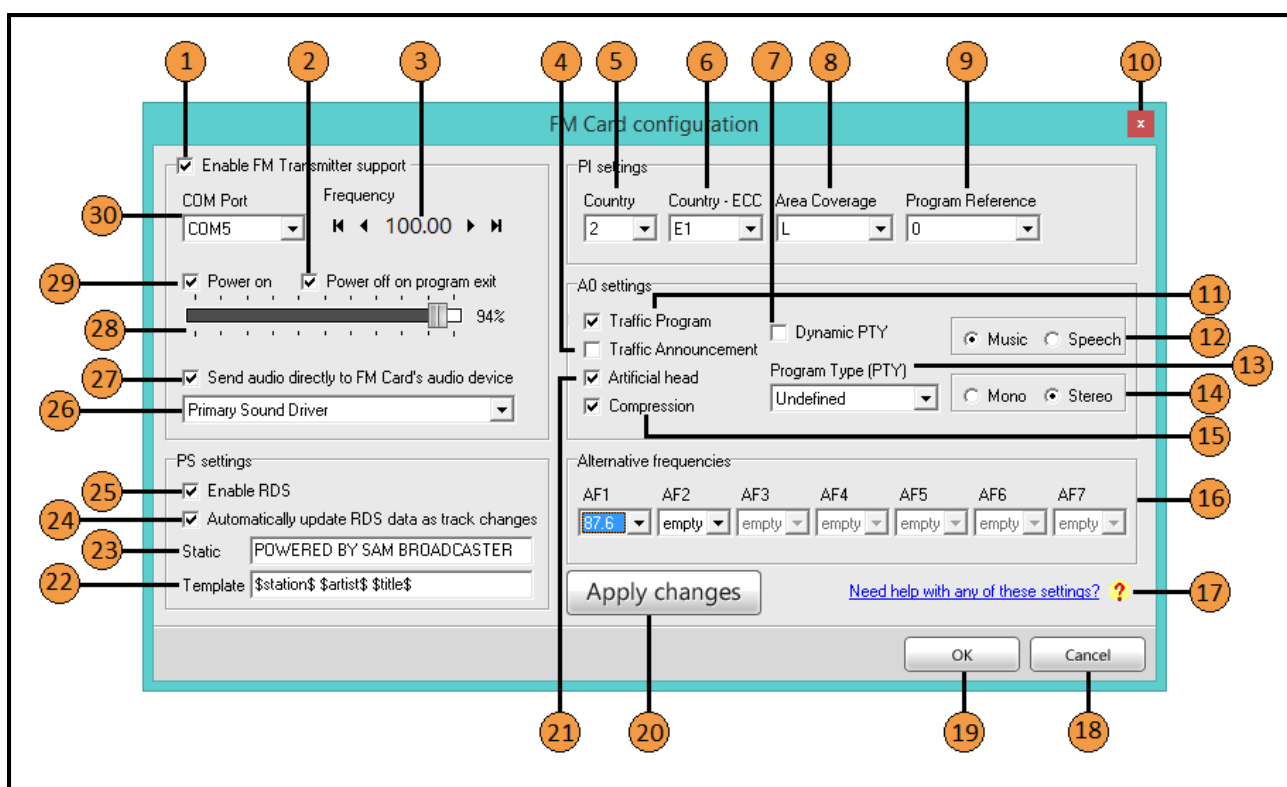 1 2 3 4 5 6 7 8 9 10
FM Card configuration
x
Enable FM Transmitter support
COM Port
Frequency
30
COM5
100.00
29
Power on
Power off on program exit
94%
28
27
Send audio directly to FM Card's audio device
26
Primary Sound Driver
PI settings
Country Country - ECC Area Coverage Program Reference
2 E1 L 0
A0 settings
11
Traffic Program
Dynamic PTY
Music Speech
12
Traffic Announcement
Artificial head
Program Type (PTY)
13
Undefined
Mono Stereo
14
Compression
15
PS settings
25
Enable RDS
24
Automatically update RDS data as track changes
23
Static POWERED BY SAM BROADCASTER
22
Template $station$ $artist$ $title$
Alternative frequencies
AF1 AF2 AF3 AF4 AF5 AF6 AF7
87.6 empty empty empty empty empty empty
16
Apply changes
Need help with any of these settings? ?
17
OK Cancel
21 20 19 18